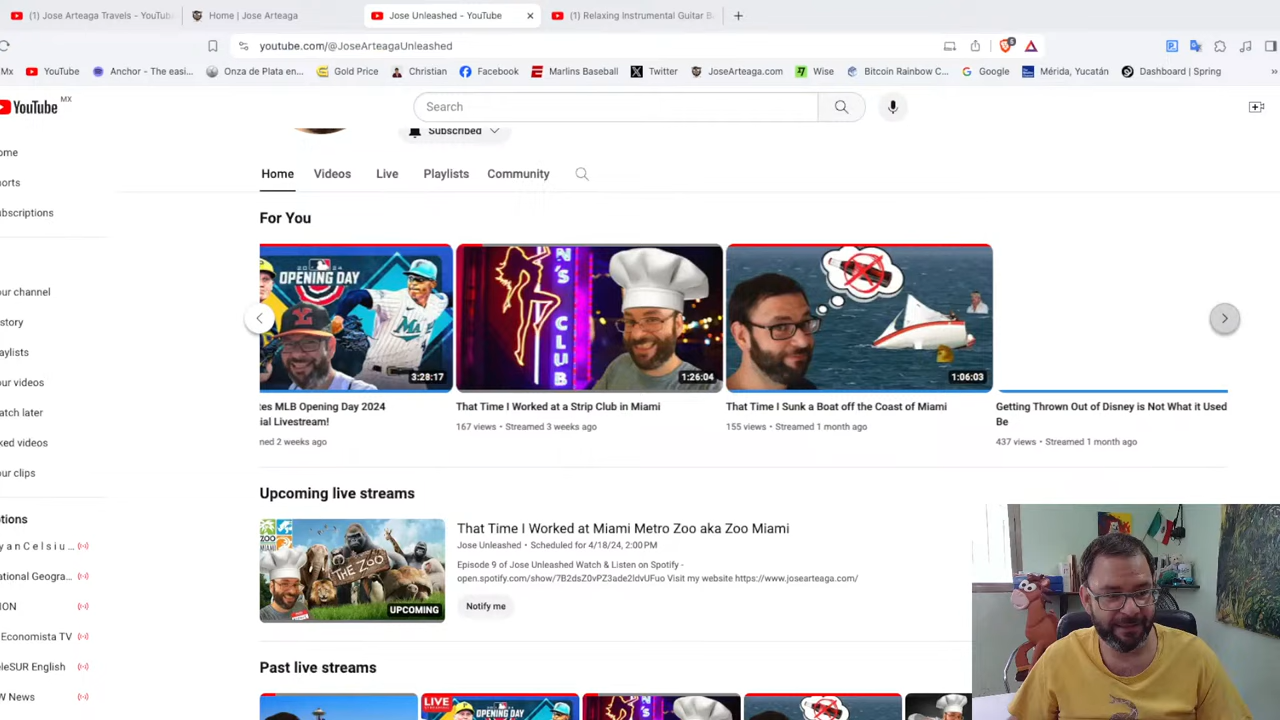 (1) Jose Arteaga Travels - YouTub
Home | Jose Arteaga
Jose Unleashed - YouTube
(1) Relaxing Instrumental Guitar B
youtube.com/@JoseArteagaUnleashed
5
Mx
YouTube
Anchor - The easi...
Onza de Plata en...
Gold Price
Christian
Facebook
Marlins Baseball
Twitter
JoseArteaga.com
Wise
Bitcoin Rainbow C...
Google
Mérida, Yucatán
Dashboard | Spring
YouTube MX
Search
ome
orts
ubscriptions
our channel
story
aylists
our videos
atch later
ked videos
our clips
ptions
y a n C e l s i u ...
ational Geogra...
ION
Economista TV
eleSUR English
W News
Subscribed
Home
Videos
Live
Playlists
Community
For You
OPENING DAY
3:28:17
N'S CLUB
1:26:04
1:06:03
tes MLB Opening Day 2024
ial Livestream!
med 2 weeks ago
That Time I Worked at a Strip Club in Miami
167 views • Streamed 3 weeks ago
That Time I Sunk a Boat off the Coast of Miami
155 views • Streamed 1 month ago
Getting Thrown Out of Disney is Not What it Used
Be
437 views • Streamed 1 month ago
Upcoming live streams
ZOO
MIAMI
THE ZOO
UPCOMING
That Time I Worked at Miami Metro Zoo aka Zoo Miami
Jose Unleashed • Scheduled for 4/18/24, 2:00 PM
Episode 9 of Jose Unleashed Watch & Listen on Spotify -
open.spotify.com/show/7B2dsZ0vPZ3ade2ldvUFuo Visit my website https://www.josearteaga.com/
Notify me
Past live streams
LIVE
OPENING DAY